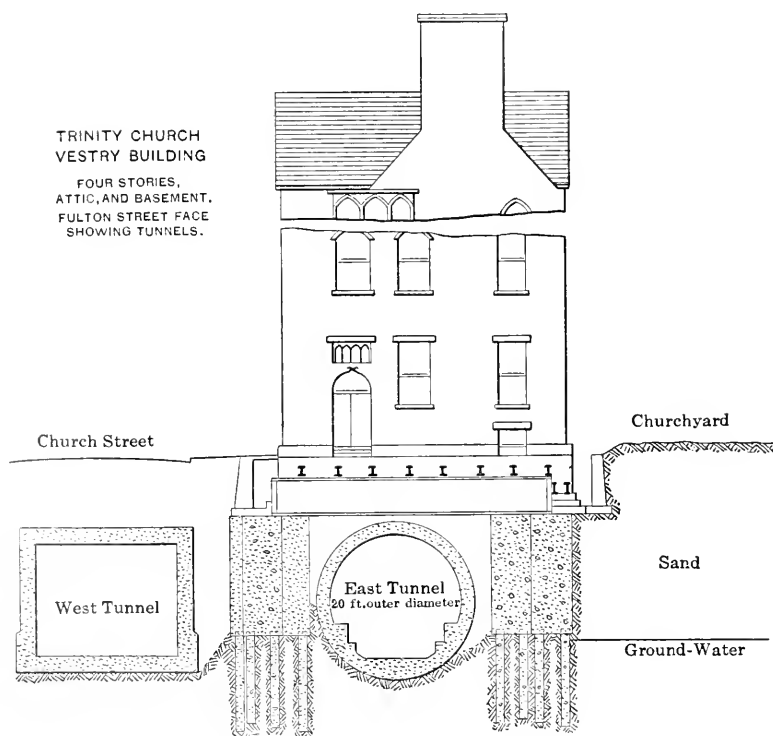 TRINITY CHURCH
VESTRY BUILDING
FOUR STORIES,
ATTIC, AND BASEMENT.
FULTON STREET FACE
SHOWING TUNNELS.
Church Street
Churchyard
West Tunnel
East Tunnel
20 ft. outer diameter
Sand
Ground-Water